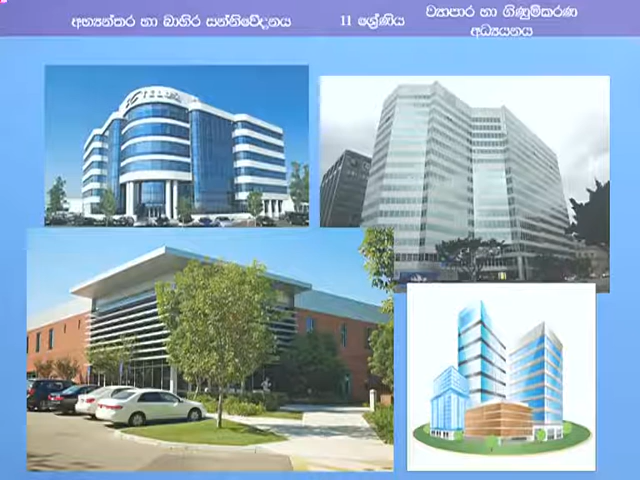 අභ්‍යන්තර හා බාහිර සන්නිවේදනය
11 ශ්‍රේණිය
ව්‍යාපාර හා ගිණුම්කරණ
අධ්‍යයනය